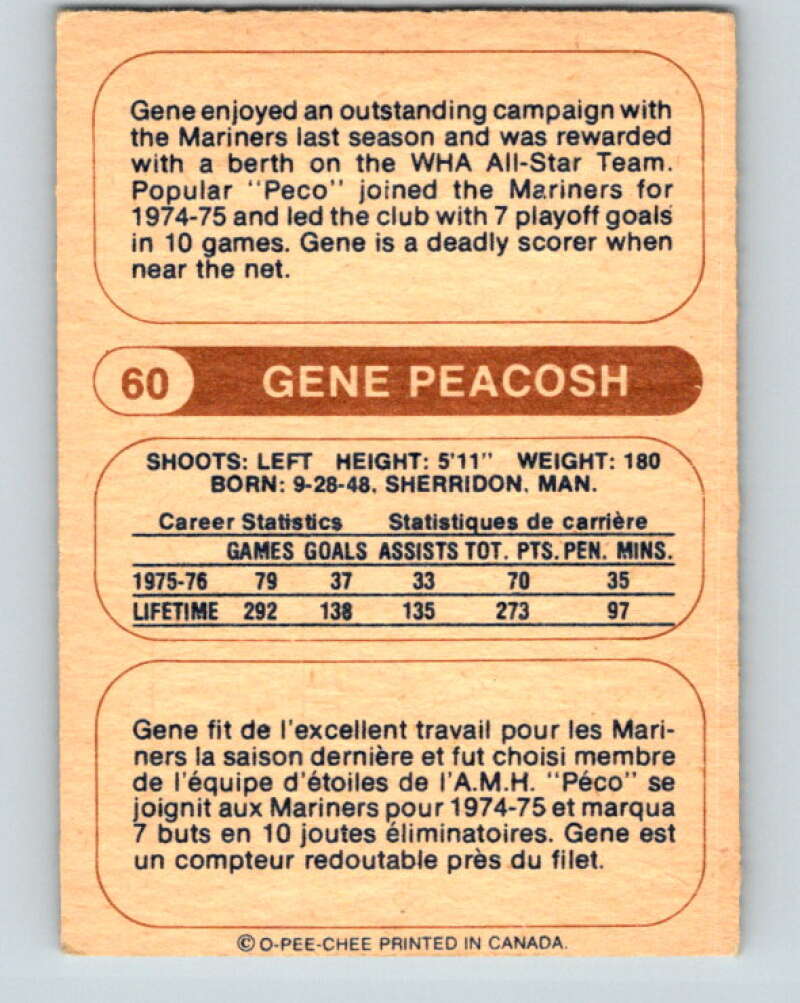 Gene enjoyed an outstanding campaign with
the Mariners last season and was rewarded
with a berth on the WHA All-Star Team.
Popular "Peco" joined the Mariners for
1974-75 and led the club with 7 playoff goals
in 10 games. Gene is a deadly scorer when
near the net.
60 GENE PEACOSH
SHOOTS: LEFT HEIGHT: 5'11" WEIGHT: 180
BORN: 9-28-48, SHERRIDON, MAN.
Career Statistics Statistiques de carrière
GAMES GOALS ASSISTS TOT. PTS. PEN. MINS.
1975-76 79 37 33 70 35
LIFETIME 292 138 135 273 97
Gene fit de l'excellent travail pour les Mari-
ners la saison dernière et fut choisi membre
de l'équipe d'étoiles de l'A.M.H. "Péco" se
joignit aux Mariners pour 1974-75 et marqua
7 buts en 10 joutes éliminatoires. Gene est
un compteur redoutable près du filet.
© O-PEE-CHEE PRINTED IN CANADA.